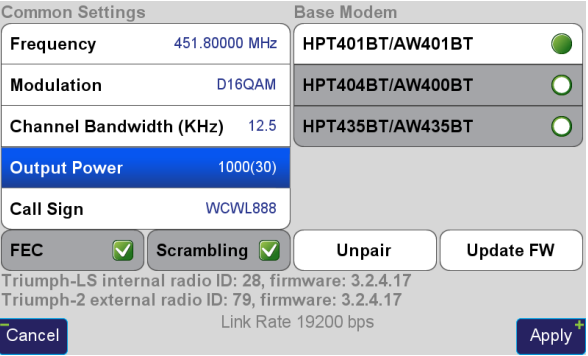 Common Settings
Base Modem
Frequency 451.80000 MHz
HPT401BT/AW401BT
Modulation D16QAM
HPT404BT/AW400BT
Channel Bandwidth (KHz) 12.5
HPT435BT/AW435BT
Output Power 1000(30)
Call Sign WCWL888
FEC
Scrambling
Unpair
Update FW
Triumph-LS internal radio ID: 28, firmware: 3.2.4.17
Triumph-2 external radio ID: 79, firmware: 3.2.4.17
Link Rate 19200 bps
Cancel
Apply